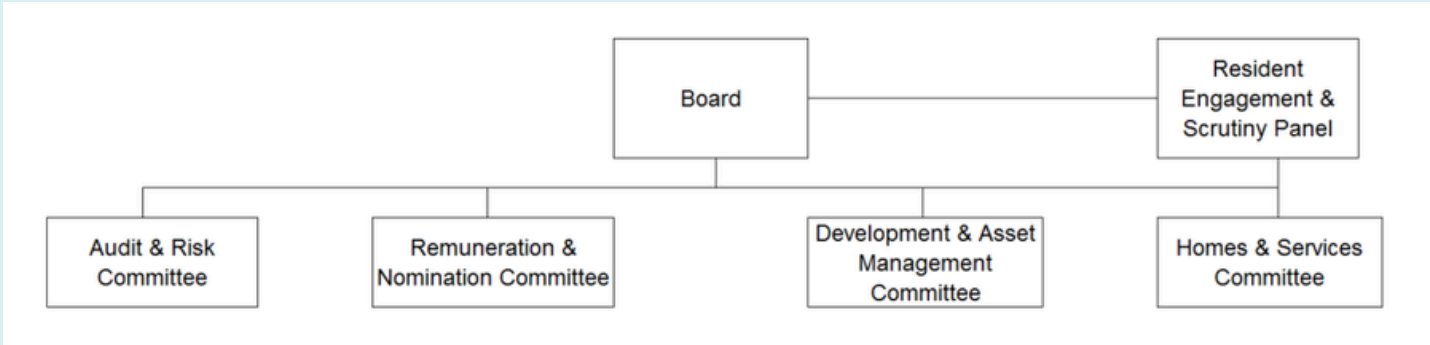 Board
Resident
Engagement &
Scrutiny Panel
Audit & Risk
Committee
Remuneration &
Nomination Committee
Development & Asset
Management
Committee
Homes & Services
Committee